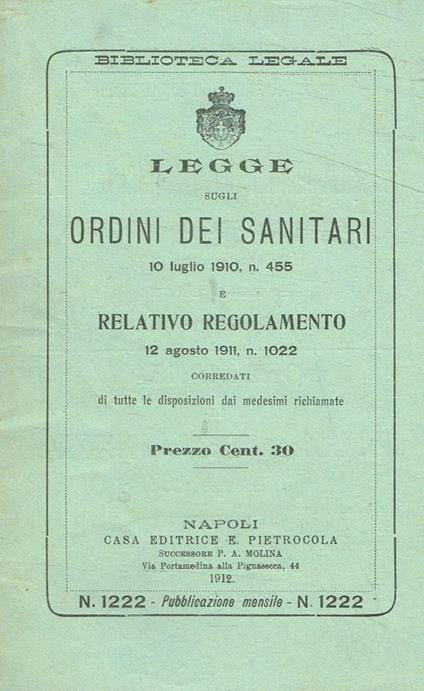 BIBLIOTECA LEGALE
LEGGE
SUGLI
ORDINI DEI SANITARI
10 luglio 1910, n. 455
E
RELATIVO REGOLAMENTO
12 agosto 1911, n. 1022
CORREDATI
di tutte le disposizioni dai medesimi richiamate
Prezzo Cent. 30
NAPOLI
CASA EDITRICE E. PIETROCOLA
SUCCESSORE P. A. MOLINA
Via Portamedina alla Pignasecca, 44
1912.
N. 1222 - Pubblicazione mensile - N. 1222